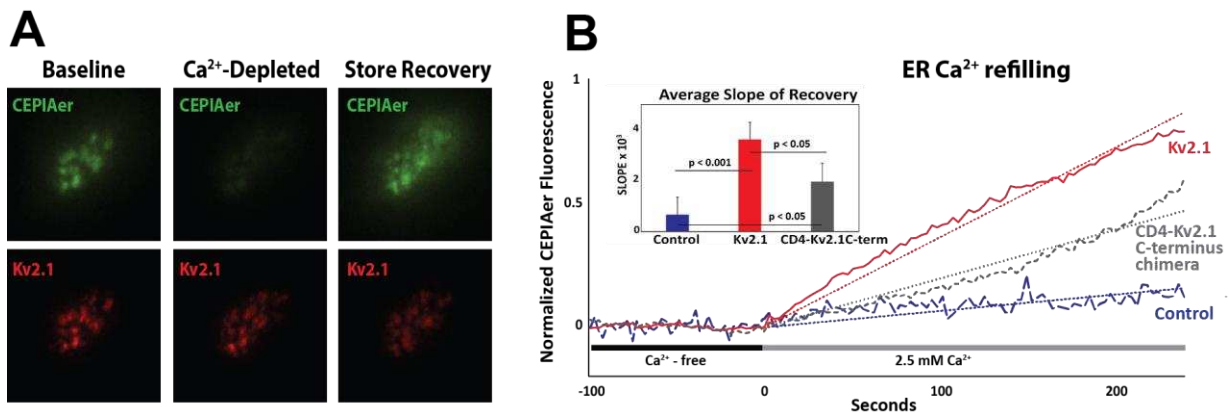 A
Baseline
Ca²⁺-Depleted
Store Recovery
CEPIAer
CEPIAer
CEPIAer
Kv2.1
Kv2.1
Kv2.1
B
ER Ca²⁺ refilling
Normalized CEPIAer Fluorescence
1
0.5
0
Average Slope of Recovery
SLOPE x 10³
4
2
0
p < 0.001
p < 0.05
p < 0.05
Control
Kv2.1
CD4-Kv2.1C-term
Kv2.1
CD4-Kv2.1
C-terminus
chimera
Control
Ca²⁺ - free
2.5 mM Ca²⁺
-100
0
100
200
Seconds